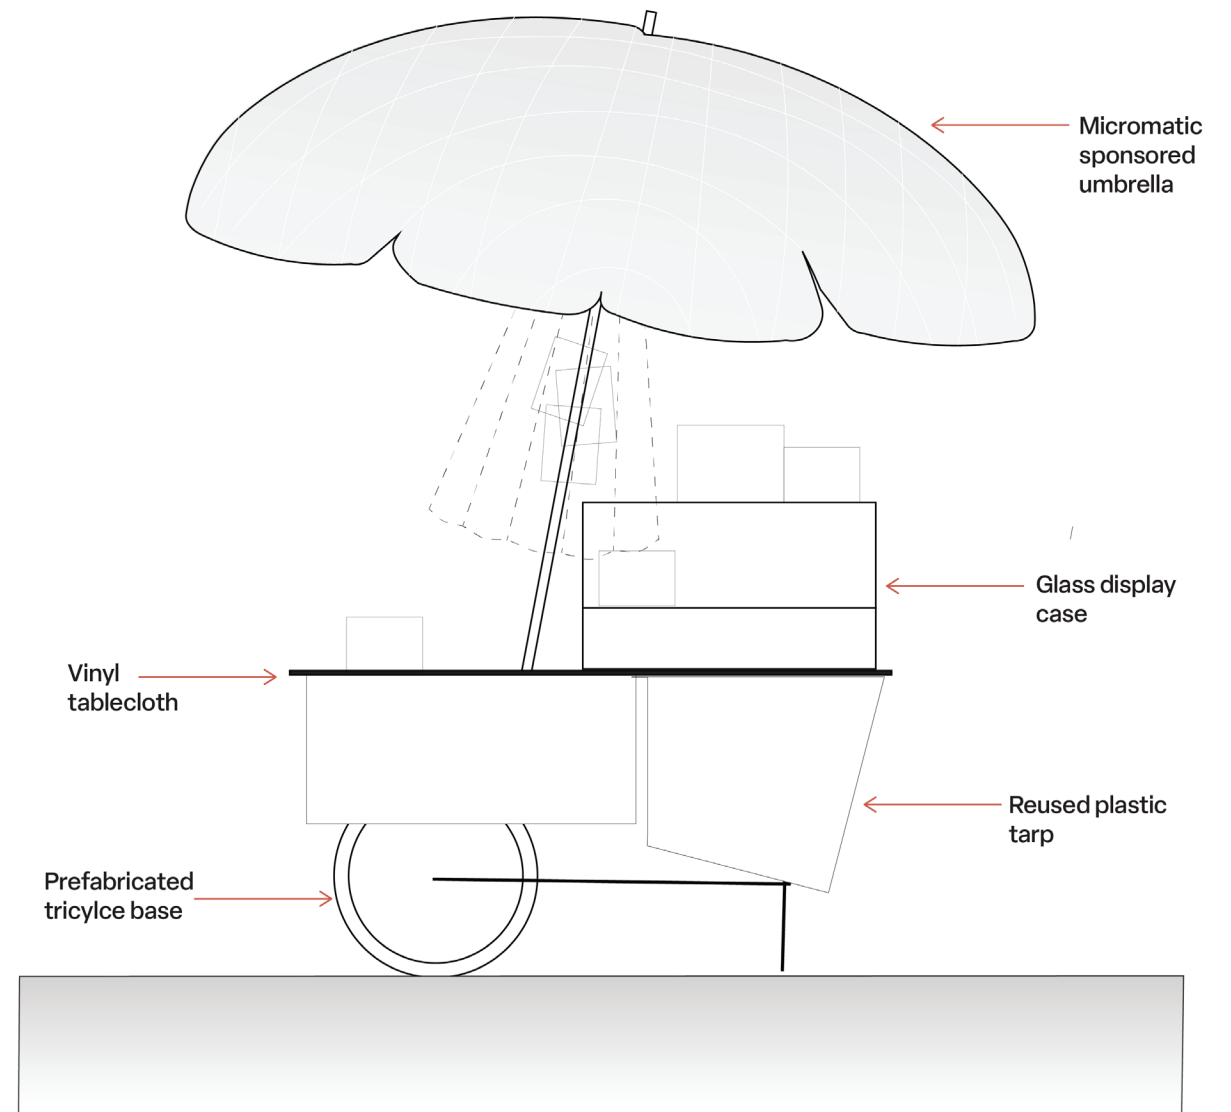 Micromatic
sponsored
umbrella
Glass display
case
Vinyl
tablecloth
Reused plastic
tarp
Prefabricated
tricylce base